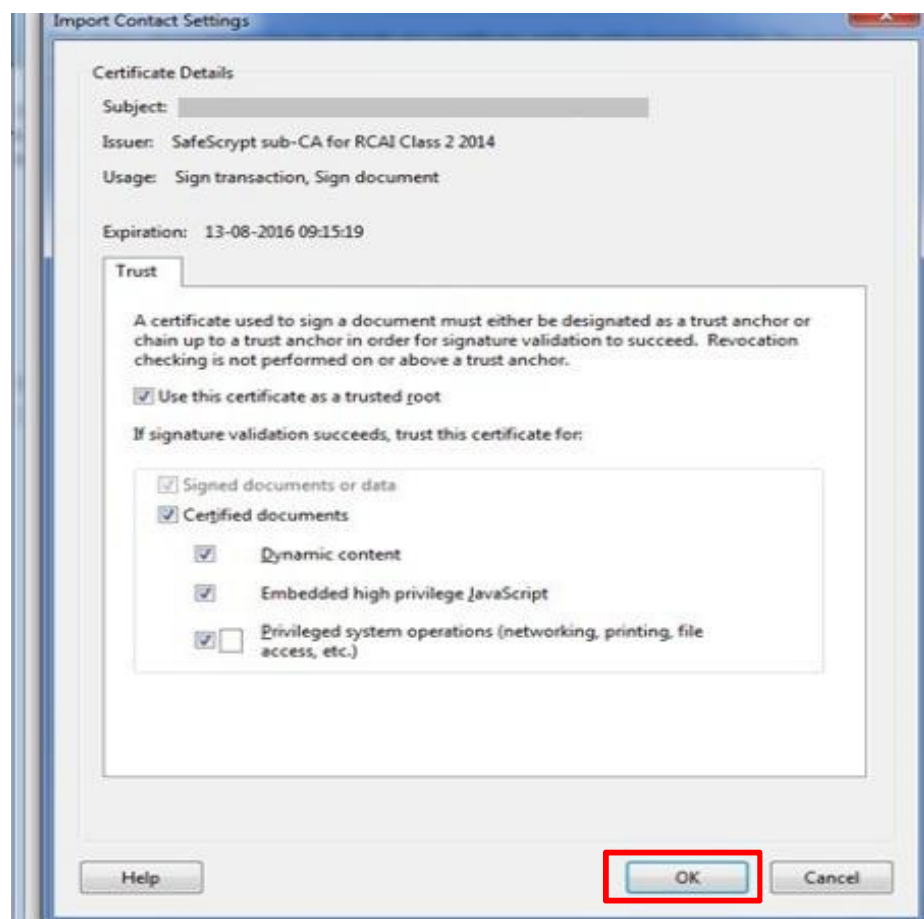 Import Contact Settings
Certificate Details
Subject:
Issuer: SafeScrypt sub-CA for RCAI Class 2 2014
Usage: Sign transaction, Sign document
Expiration: 13-08-2016 09:15:19
Trust
A certificate used to sign a document must either be designated as a trust anchor or
chain up to a trust anchor in order for signature validation to succeed. Revocation
checking is not performed on or above a trust anchor.
Use this certificate as a trusted root
If signature validation succeeds, trust this certificate for:
Signed documents or data
Certified documents
Dynamic content
Embedded high privilege JavaScript
Privileged system operations (networking, printing, file
access, etc.)
Help
OK
Cancel